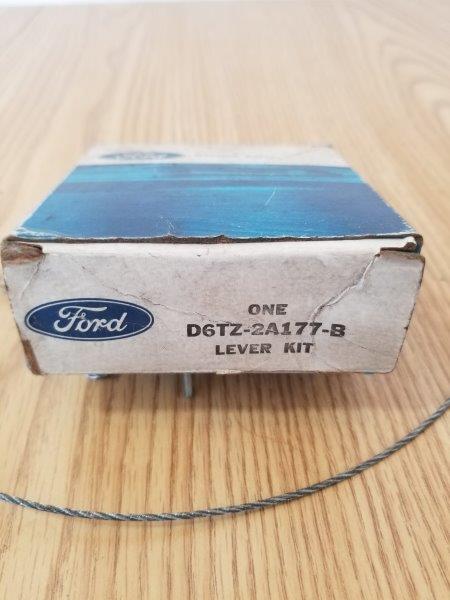 Ford
ONE
D6TZ-2A177-B
LEVER KIT